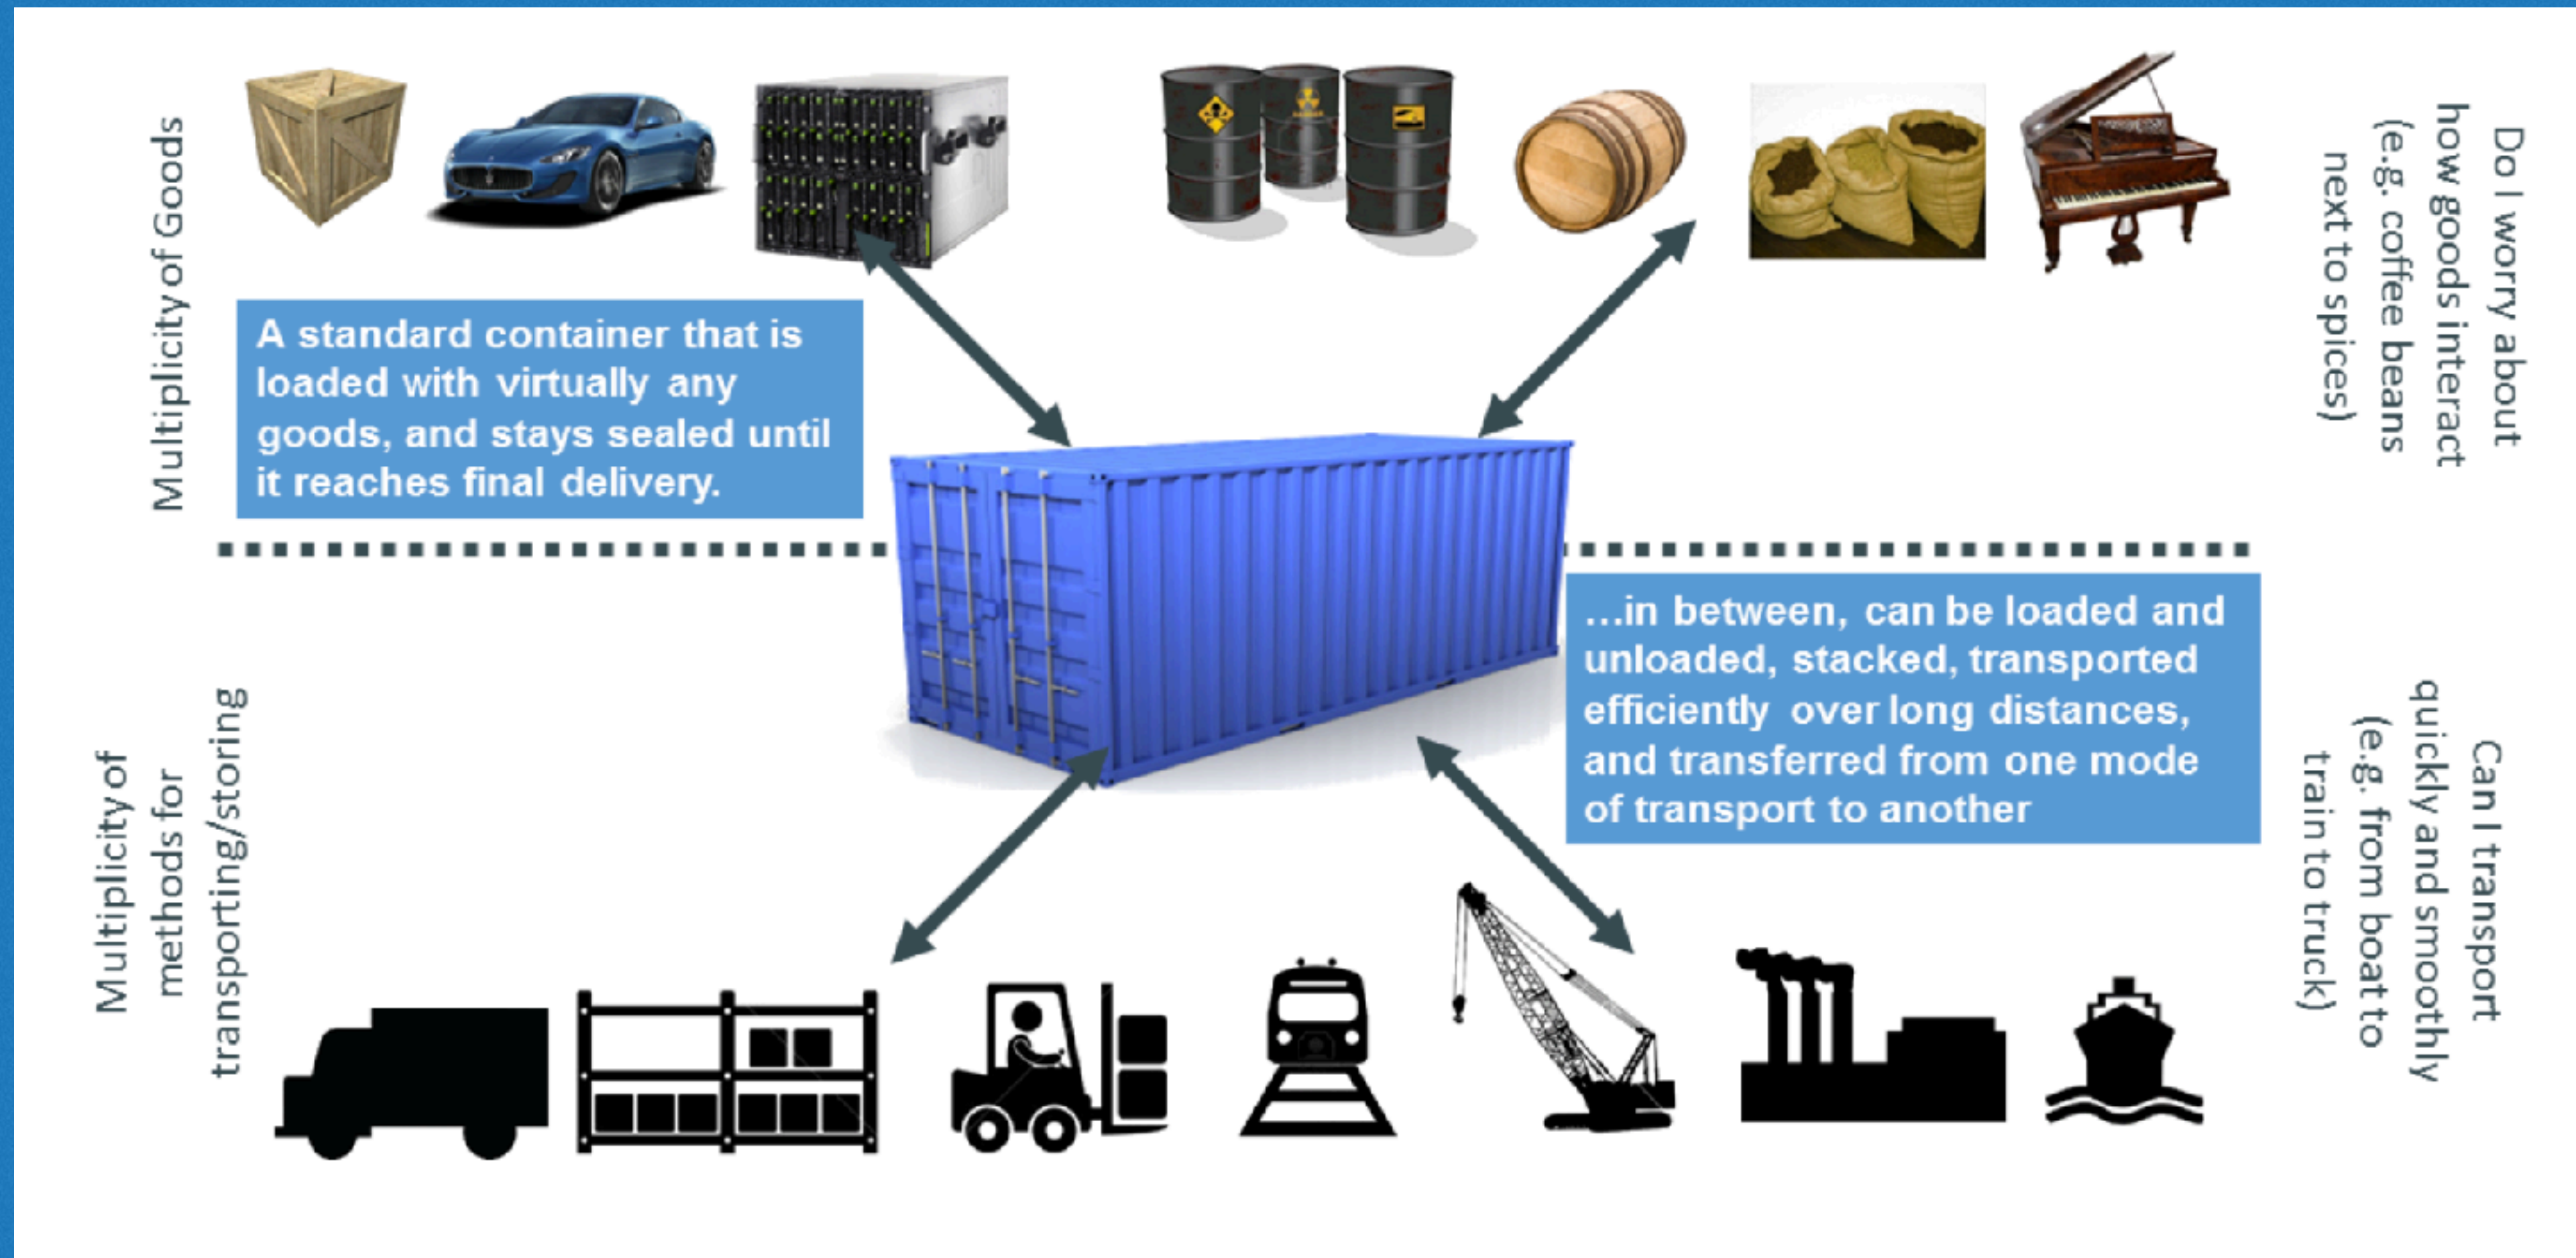 Multiplicity of Goods
A standard container that is
loaded with virtually any
goods, and stays sealed until
it reaches final delivery.
Do I worry about
how goods interact
(e.g. coffee beans
next to spices)
Multiplicity of
methods for
transporting/storing
...in between, can be loaded and
unloaded, stacked, transported
efficiently over long distances,
and transferred from one mode
of transport to another
Can I transport
quickly and smoothly
(e.g. from boat to
train to truck)